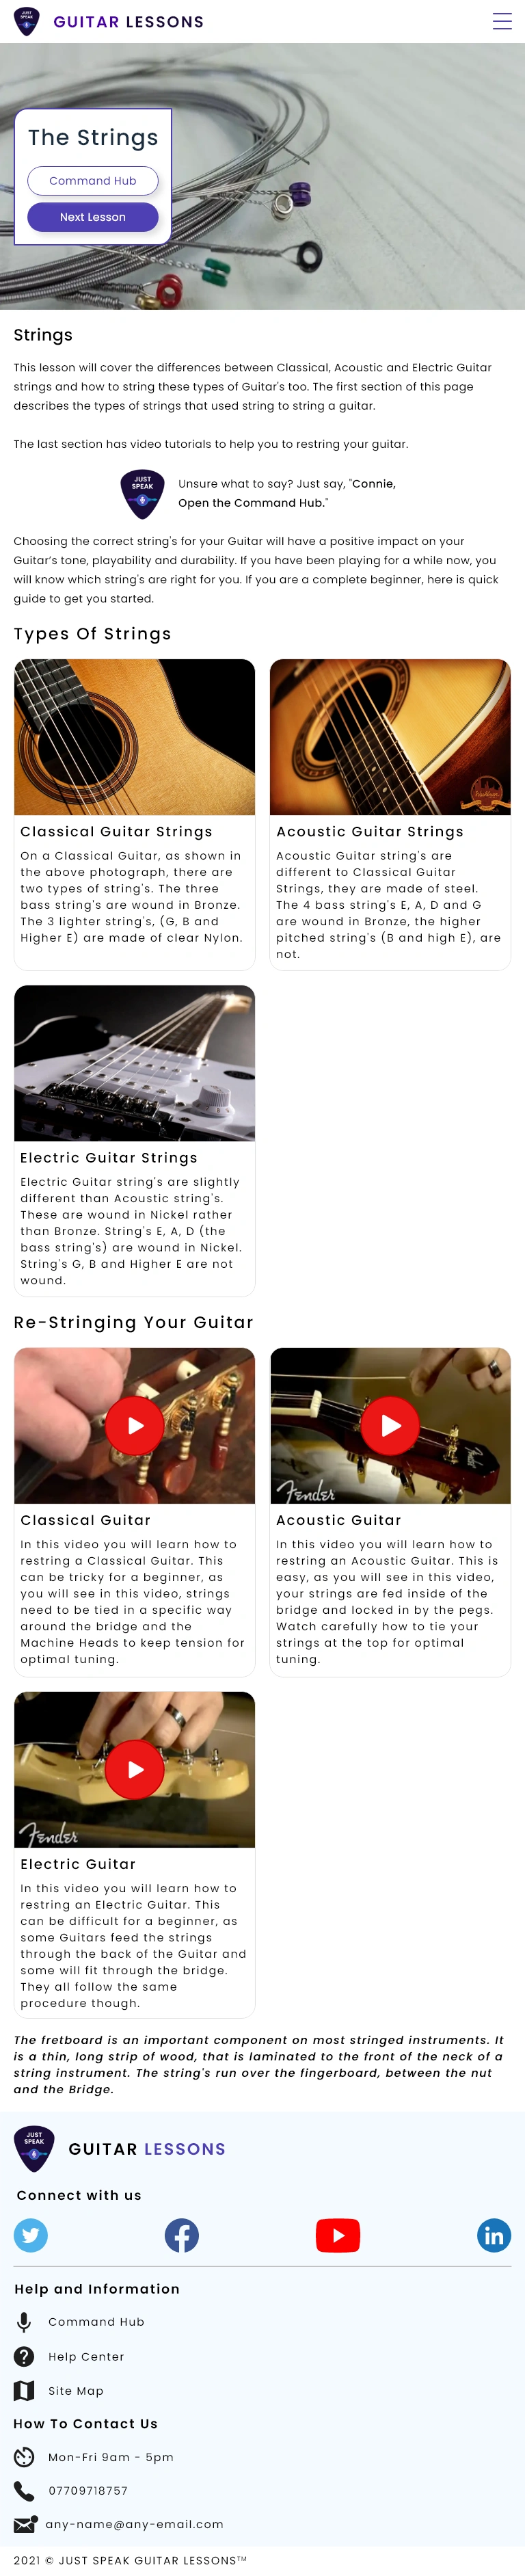 JUST
SPEAK
GUITAR LESSONS
The Strings
Command Hub
Next Lesson
Strings
This lesson will cover the differences between Classical, Acoustic and Electric Guitar
strings and how to string these types of Guitar's too. The first section of this page
describes the types of strings that used string to string a guitar.
The last section has video tutorials to help you to restring your guitar.
JUST
SPEAK
Unsure what to say? Just say, "Connie,
Open the Command Hub."
Choosing the correct string's for your Guitar will have a positive impact on your
Guitar's tone, playability and durability. If you have been playing for a while now, you
will know which string's are right for you. If you are a complete beginner, here is quick
guide to get you started.
Types Of Strings
Washburn
Classical Guitar Strings
On a Classical Guitar, as shown in
the above photograph, there are
two types of string's. The three
bass string's are wound in Bronze.
The 3 lighter string's, (G, B and
Higher E) are made of clear Nylon.
Acoustic Guitar Strings
Acoustic Guitar string's are
different to Classical Guitar
Strings, they are made of steel.
The 4 bass string's E, A, D and G
are wound in Bronze, the higher
pitched string's (B and high E), are
not.
Electric Guitar Strings
Electric Guitar string's are slightly
different than Acoustic string's.
These are wound in Nickel rather
than Bronze. String's E, A, D (the
bass string's) are wound in Nickel.
String's G, B and Higher E are not
wound.
Re-Stringing Your Guitar
Fender
Classical Guitar
In this video you will learn how to
restring a Classical Guitar. This
can be tricky for a beginner, as
you will see in this video, strings
need to be tied in a specific way
around the bridge and the
Machine Heads to keep tension for
optimal tuning.
Acoustic Guitar
In this video you will learn how to
restring an Acoustic Guitar. This is
easy, as you will see in this video,
your strings are fed inside of the
bridge and locked in by the pegs.
Watch carefully how to tie your
strings at the top for optimal
tuning.
Fender
Electric Guitar
In this video you will learn how to
restring an Electric Guitar. This
can be difficult for a beginner, as
some Guitars feed the strings
through the back of the Guitar and
some will fit through the bridge.
They all follow the same
procedure though.
The fretboard is an important component on most stringed instruments. It
is a thin, long strip of wood, that is laminated to the front of the neck of a
string instrument. The string's run over the fingerboard, between the nut
and the Bridge.
JUST
SPEAK
GUITAR LESSONS
Connect with us
Help and Information
Command Hub
Help Center
Site Map
How To Contact Us
Mon-Fri 9am - 5pm
07709718757
any-name@any-email.com
2021 © JUST SPEAK GUITAR LESSONS™